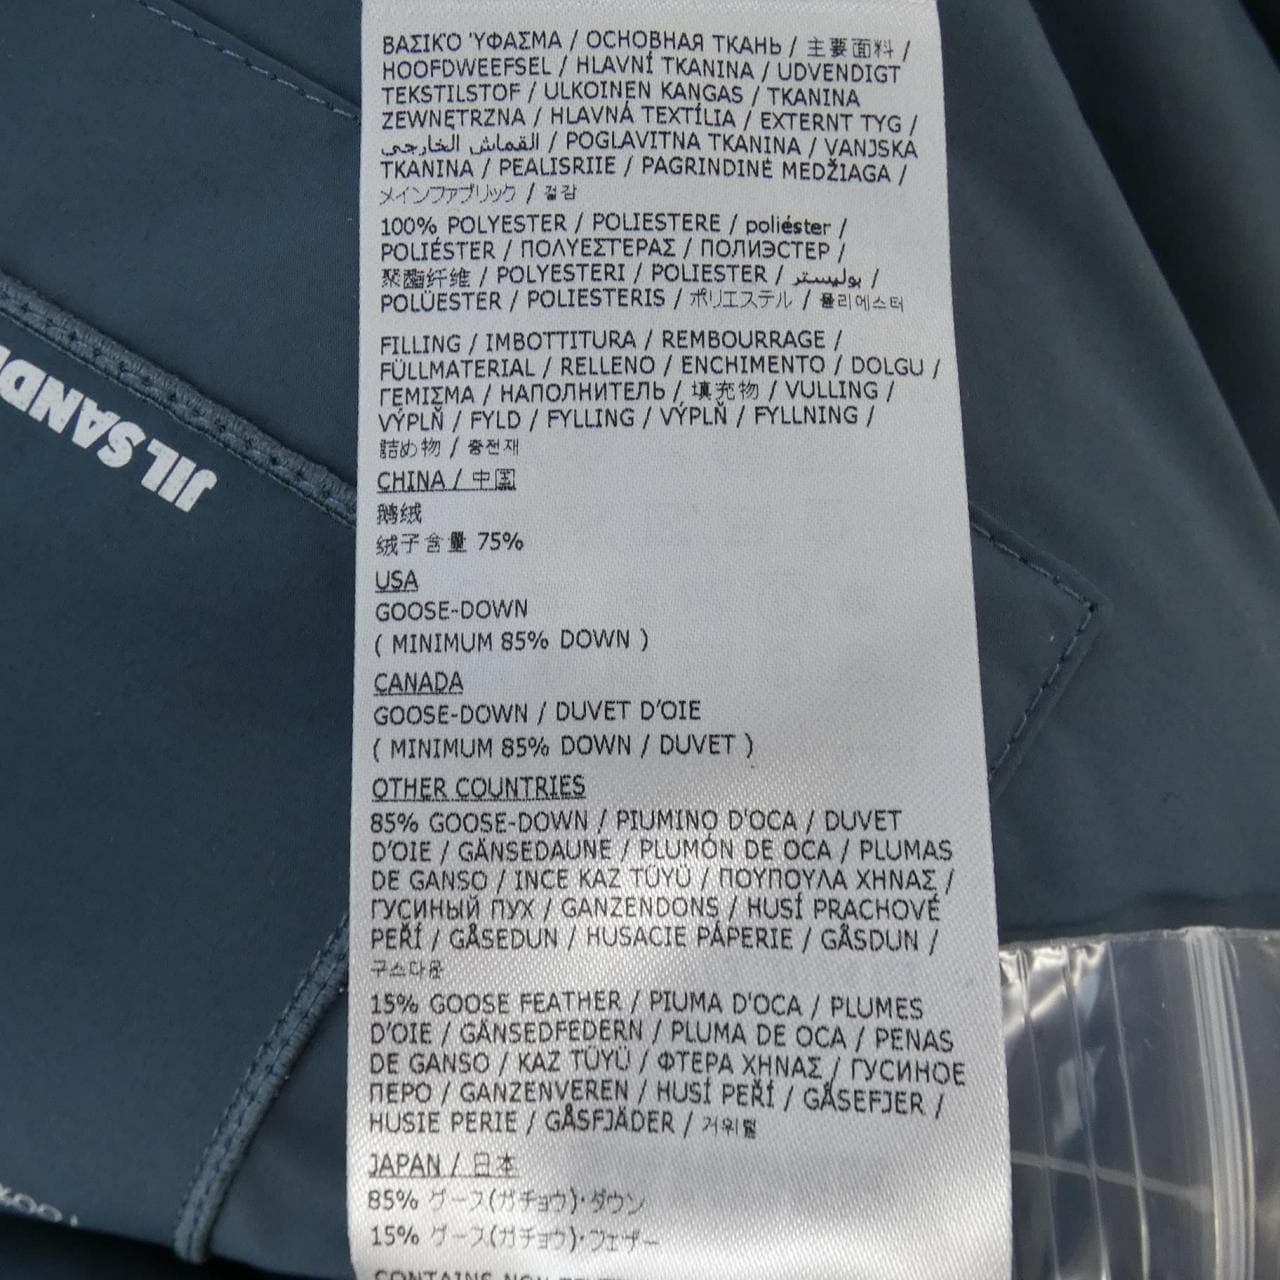 ΒΑΣΙΚΌ ΎΦΑΣΜΑ / ОСНОВНАЯ ТКАНЬ / 主要面料 /
HOOFDWEEFSEL / HLAVNÍ TKANINA / UDVENDIGT
TEKSTILSTOF / ULKOINEN KANGAS / TKANINA
ZEWNĘTRZNA / HLAVNÁ TEXTÍLIA / EXTERNT TYG /
القماش الخارجي / POGLAVITNA TKANINA / VANJSKA
TKANINA / PEALISRIIE / PAGRINDINĖ MEDŽIAGA /
メインファブリック / 겉감
100% POLYESTER / POLIESTERE / poliéster /
POLIÉSTER / ΠΟΛΥΕΣΤΕΡΑΣ / ПОЛИЭСТЕР /
聚酯纤维 / POLYESTERI / POLIESTER / بوليستر /
POLÜESTER / POLIESTERIS / ポリエステル / 폴리에스터
FILLING / IMBOTTITURA / REMBOURRAGE /
FÜLLMATERIAL / RELLENO / ENCHIMENTO / DOLGU /
ΓΕΜΙΣΜΑ / НАПОЛНИТЕЛЬ / 填充物 / VULLING /
VÝPLŇ / FYLD / FYLLING / VÝPLŇ / FYLLNING /
詰め物 / 충전재
CHINA / 中国
鹅绒
绒子含量 75%
USA
GOOSE-DOWN
( MINIMUM 85% DOWN )
CANADA
GOOSE-DOWN / DUVET D'OIE
( MINIMUM 85% DOWN / DUVET )
OTHER COUNTRIES
85% GOOSE-DOWN / PIUMINO D'OCA / DUVET
D'OIE / GÄNSEDAUNE / PLUMÓN DE OCA / PLUMAS
DE GANSO / INCE KAZ TÜYÜ / ΠΟΥΠΟΥΛΑ ΧΗΝΑΣ /
ГУСИНЫЙ ПУХ / GANZENDONS / HUSÍ PRACHOVÉ
PEŘÍ / GÅSEDUN / HUSACIE PÁPERIE / GÅSDUN /
구스다운
15% GOOSE FEATHER / PIUMA D'OCA / PLUMES
D'OIE / GÄNSEDFEDERN / PLUMA DE OCA / PENAS
DE GANSO / KAZ TÜYÜ / ΦΤΕΡΑ ΧΗΝΑΣ / ГУСИНОЕ
ПЕРО / GANZENVEREN / HUSÍ PEŘÍ / GÅSEFJER /
HUSIE PERIE / GÅSFJÄDER / 거위털
JAPAN / 日本
85% グース(ガチョウ)・ダウン
15% グース(ガチョウ)・フェザー
JIL SAND